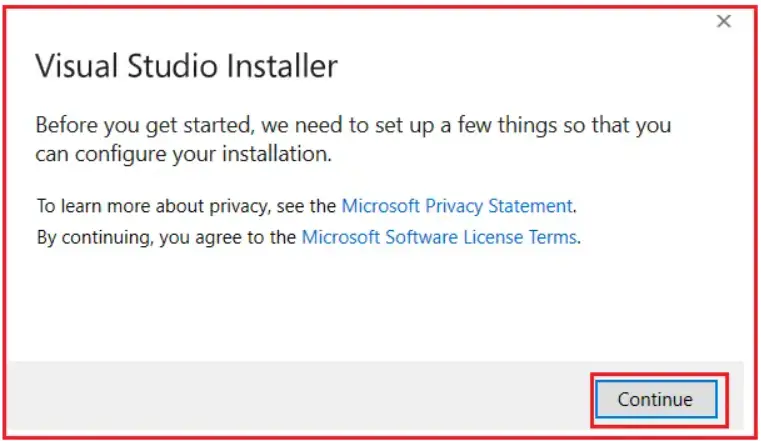 Visual Studio Installer
Before you get started, we need to set up a few things so that you
can configure your installation.
To learn more about privacy, see the Microsoft Privacy Statement.
By continuing, you agree to the Microsoft Software License Terms.
Continue